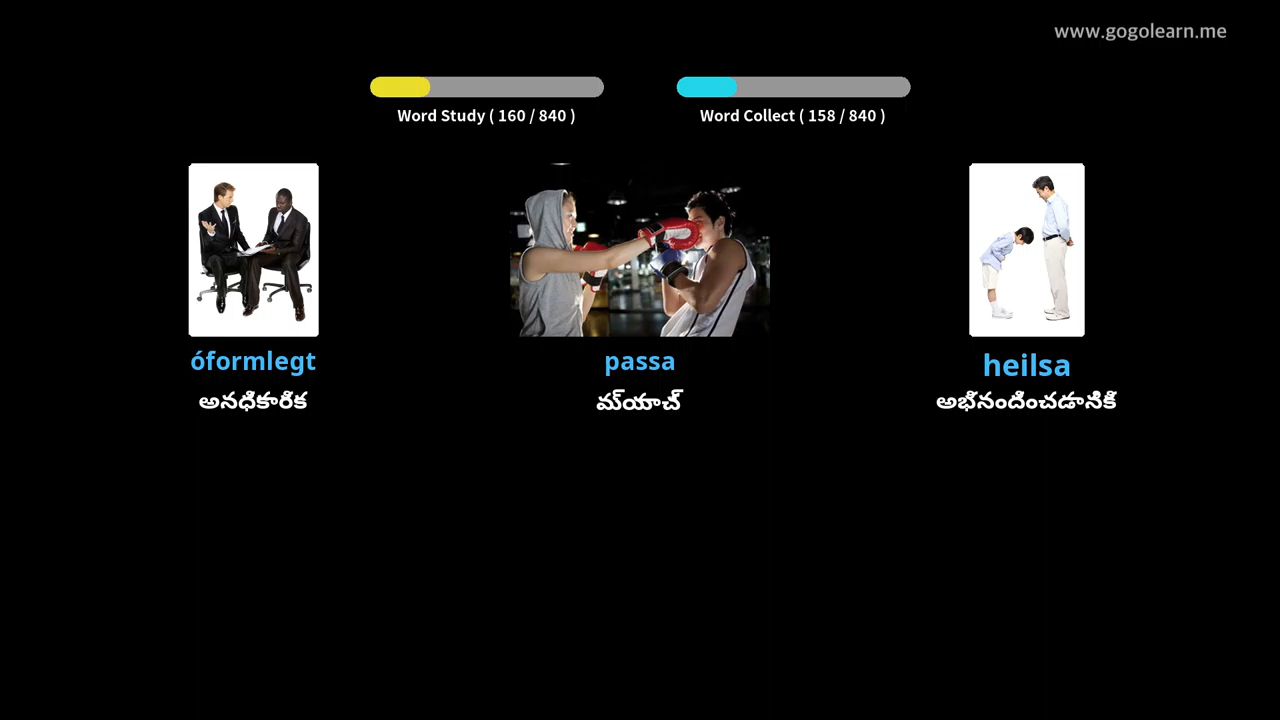 www.gogolearn.me
Word Study ( 160 / 840 )
Word Collect ( 158 / 840 )
óformlegt
passa
heilsa
అనధికారిక
మ్యాచ్
అభినందించడానికి